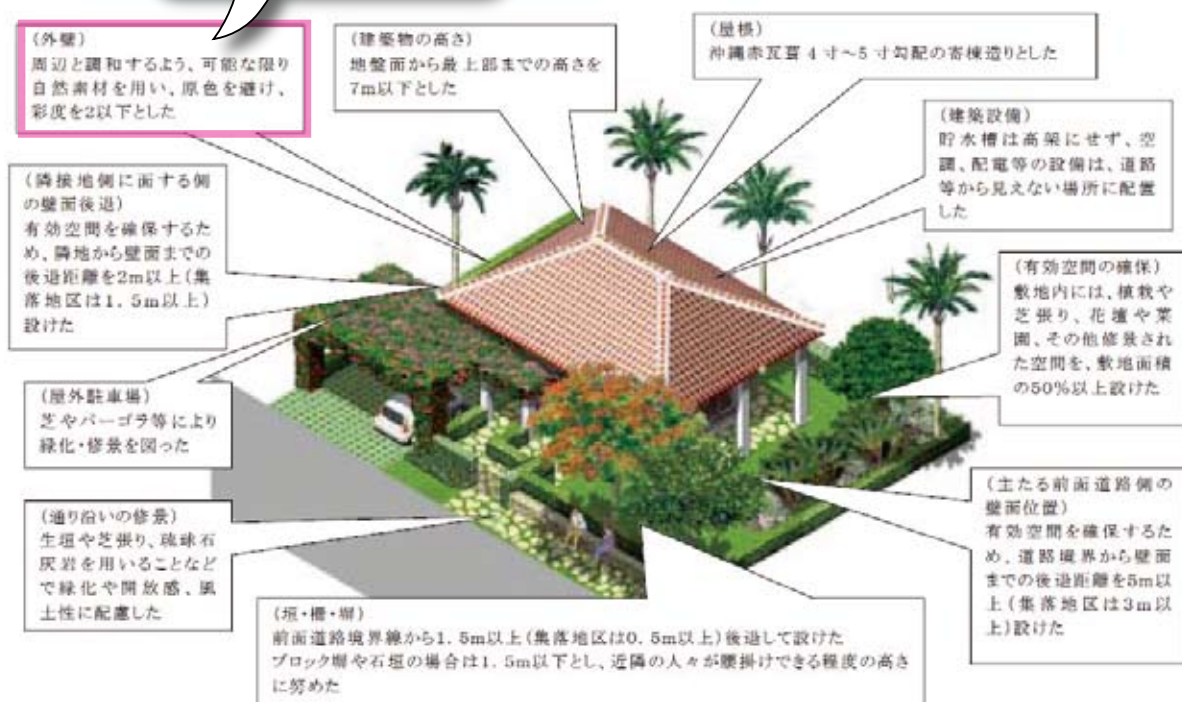 (外壁)
周辺と調和するよう、可能な限り
自然素材を用い、原色を避け、
彩度を2以下とした
(建築物の高さ)
地盤面から最上部までの高さを
7m以下とした
(屋根)
沖縄赤瓦葺4寸~5寸勾配の寄棟造りとした
(建築設備)
貯水槽は高架にせず、空
調、配電等の設備は、道路
等から見えない場所に配置
した
(隣接地側に面する側
の壁面後退)
有効空間を確保するた
め、隣地から壁面までの
後退距離を2m以上(集
落地区は1.5m以上)
設けた
(有効空間の確保)
敷地内には、植栽や
芝張り、花壇や菜
園、その他修景され
た空間を、敷地面積
の50%以上設けた
(屋外駐車場)
芝やパーゴラ等により
緑化・修景を図った
(通り沿いの修景)
生垣や芝張り、琉球石
灰岩を用いることなど
で緑化や開放感、風
土性に配慮した
(主たる前面道路側の
壁面位置)
有効空間を確保するた
め、道路境界から壁面
までの後退距離を5m以
上(集落地区は3m以
上)設けた
(垣・柵・塀)
前面道路境界線から1.5m以上(集落地区は0.5m以上)後退して設けた
ブロック塀や石垣の場合は1.5m以下とし、近隣の人々が腰掛けできる程度の高さ
に努めた